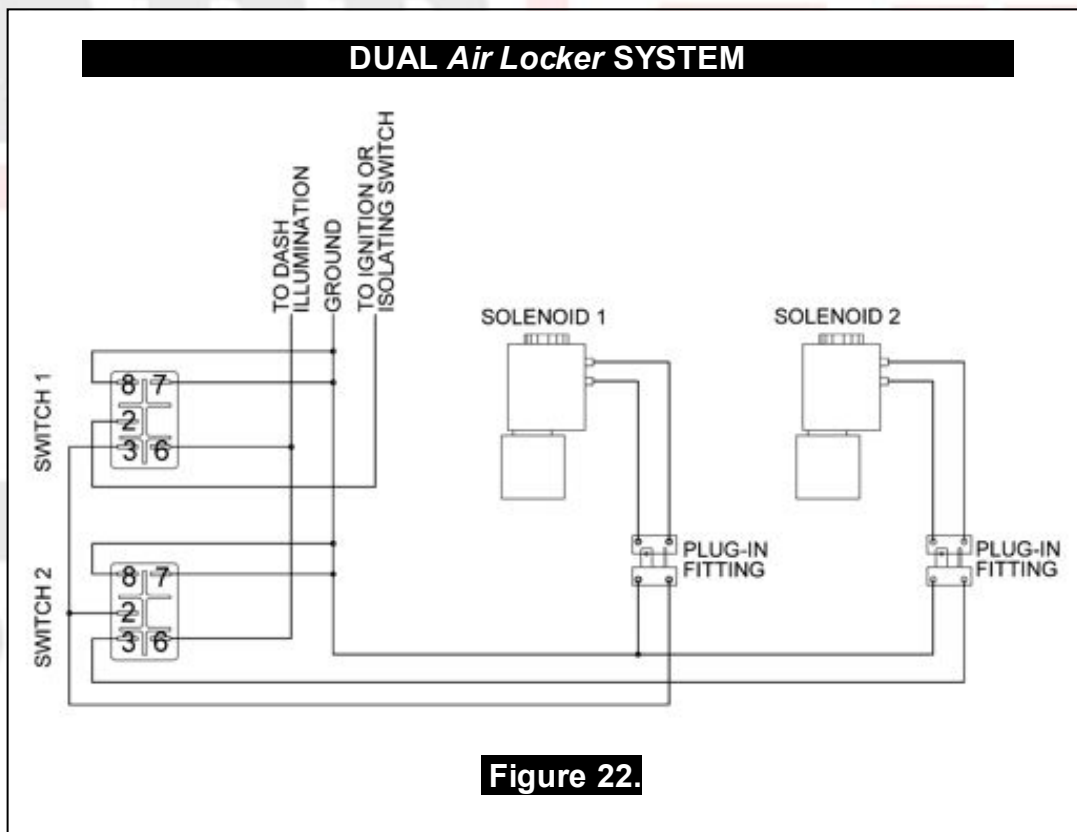 DUAL Air Locker SYSTEM
TO DASH
ILLUMINATION
GROUND
TO IGNITION OR
ISOLATING SWITCH
SOLENOID 1
SOLENOID 2
SWITCH 1
8 7
2
3 6
PLUG-IN
FITTING
PLUG-IN
FITTING
SWITCH 2
8 7
2
3 6
Figure 22.